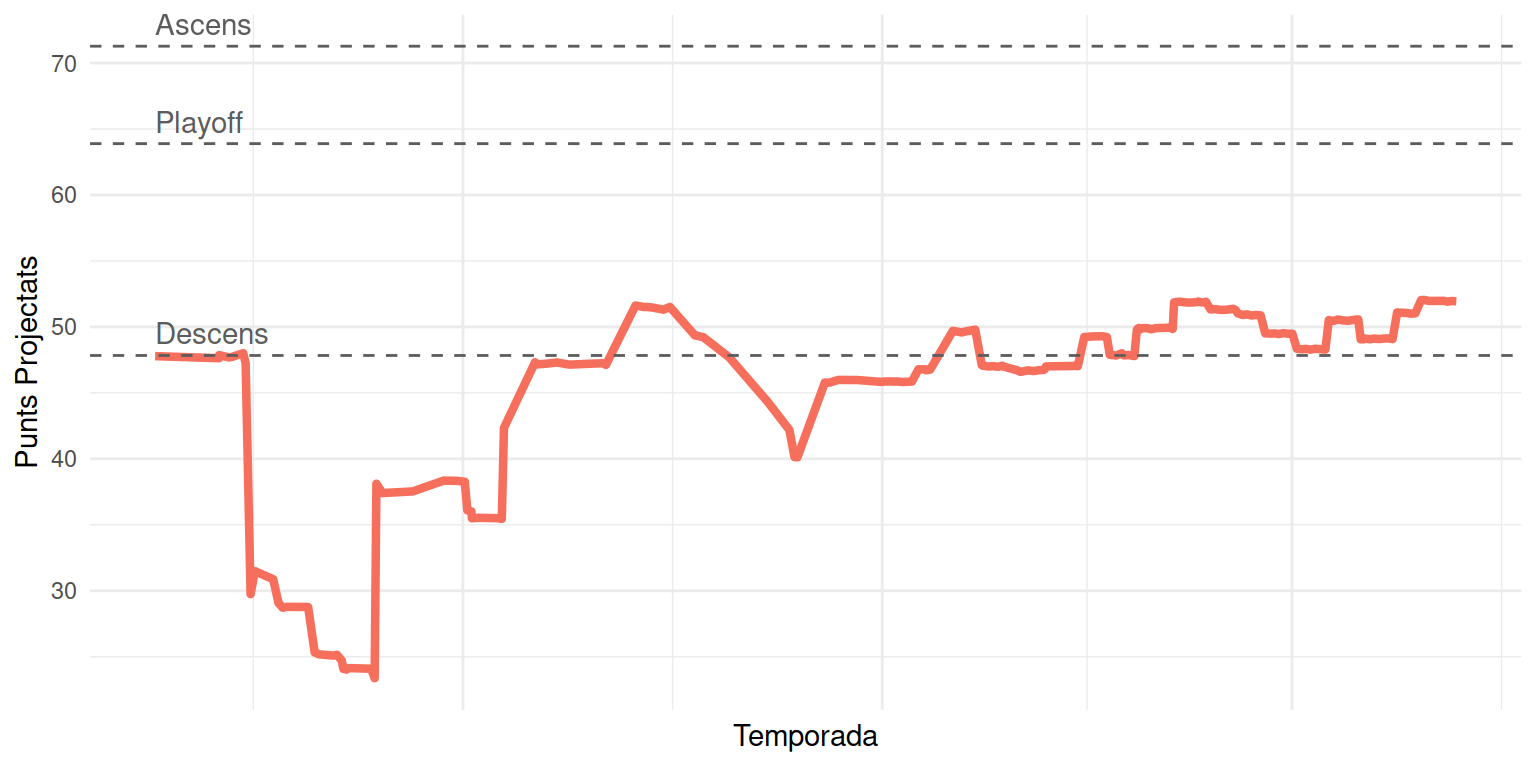 Ascens
70
Playoff
60
Descens
50
40
30
Punts Projectats
Temporada